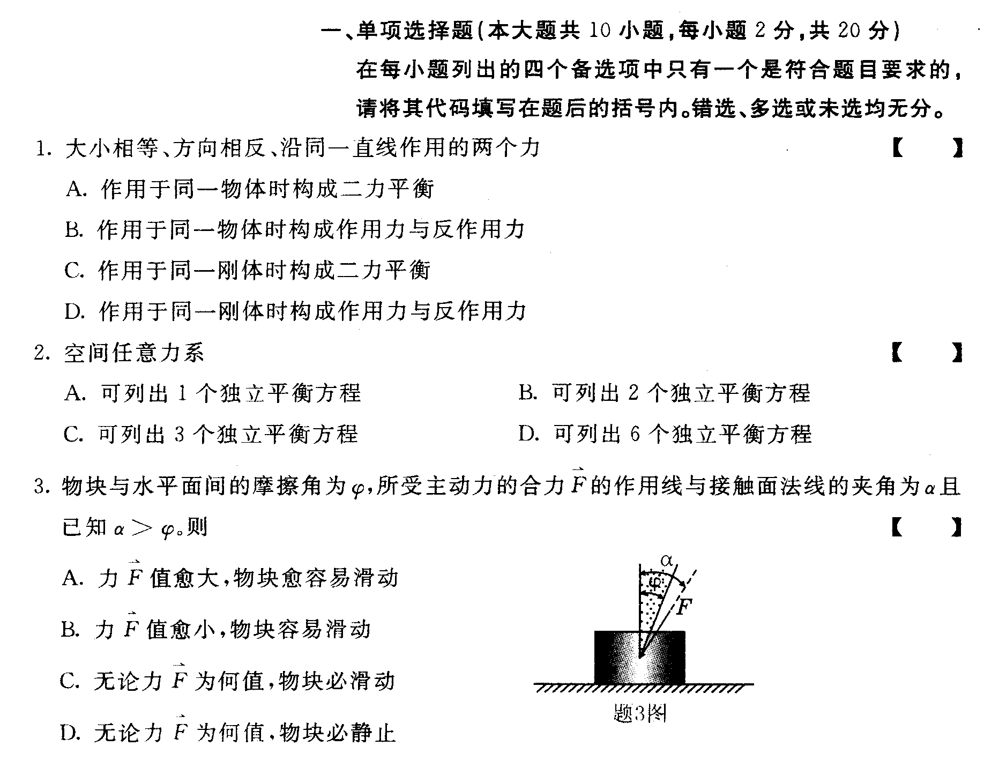 一、单项选择题(本大题共 10 小题,每小题 2 分,共 20 分)
在每小题列出的四个备选项中只有一个是符合题目要求的,
请将其代码填写在题后的括号内。错选、多选或未选均无分。
1. 大小相等、方向相反、沿同一直线作用的两个力 【 】
A. 作用于同一物体时构成二力平衡
B. 作用于同一物体时构成作用力与反作用力
C. 作用于同一刚体时构成二力平衡
D. 作用于同一刚体时构成作用力与反作用力
2. 空间任意力系 【 】
A. 可列出 1 个独立平衡方程 B. 可列出 2 个独立平衡方程
C. 可列出 3 个独立平衡方程 D. 可列出 6 个独立平衡方程
3. 物块与水平面间的摩擦角为φ,所受主动力的合力 F⃗ 的作用线与接触面法线的夹角为α且
已知 α > φ。则 【 】
A. 力 F⃗ 值愈大,物块愈容易滑动
B. 力 F⃗ 值愈小,物块容易滑动
C. 无论力 F⃗ 为何值,物块必滑动
D. 无论力 F⃗ 为何值,物块必静止
α
φ
F
题3图